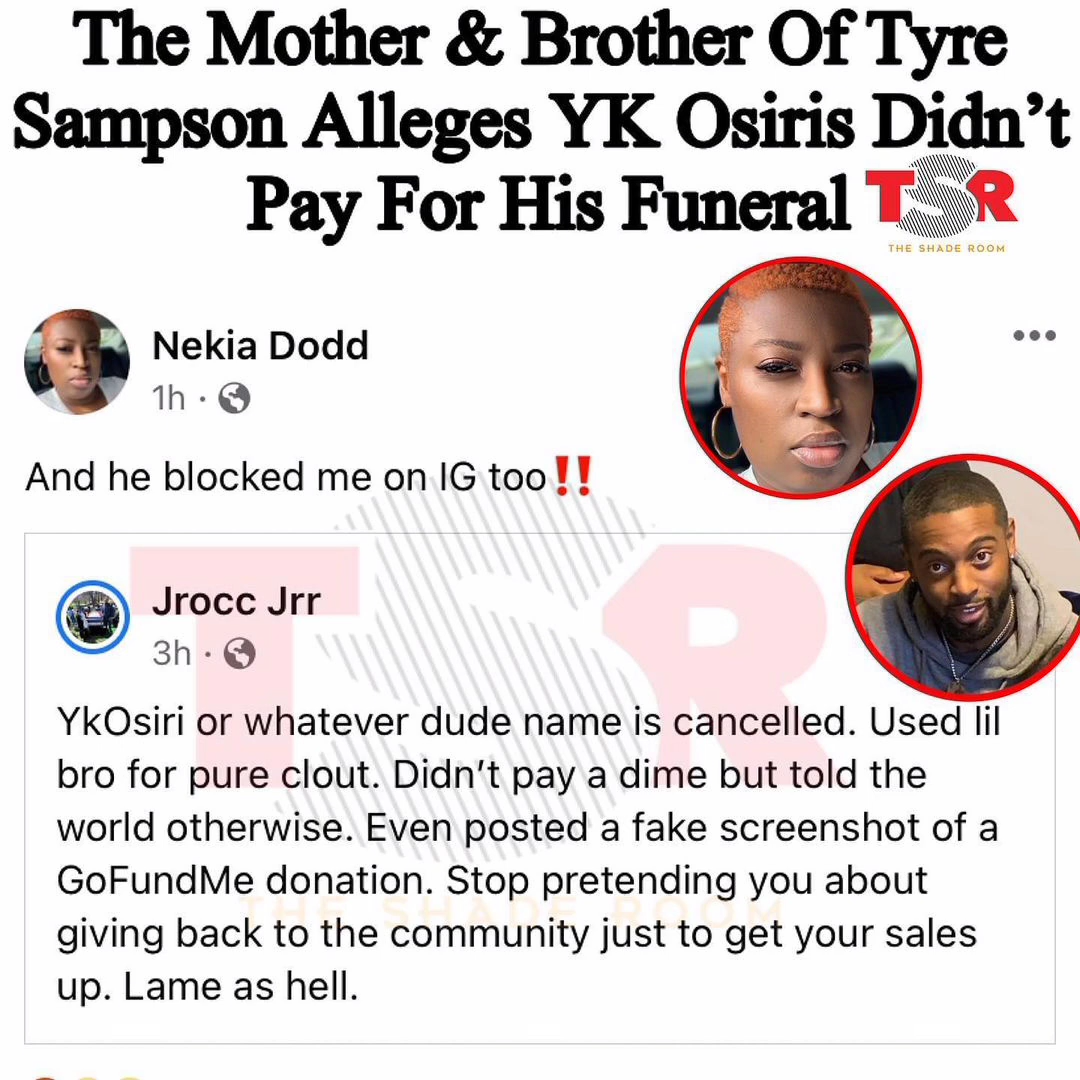 The Mother & Brother Of Tyre
Sampson Alleges YK Osiris Didn’t
Pay For His Funeral
TSR
THE SHADE ROOM
Nekia Dodd
1h ·
And he blocked me on IG too‼️
Jrocc Jrr
3h ·
YkOsiri or whatever dude name is cancelled. Used lil
bro for pure clout. Didn’t pay a dime but told the
world otherwise. Even posted a fake screenshot of a
GoFundMe donation. Stop pretending you about
giving back to the community just to get your sales
up. Lame as hell.
TSR
THE SHADE ROOM